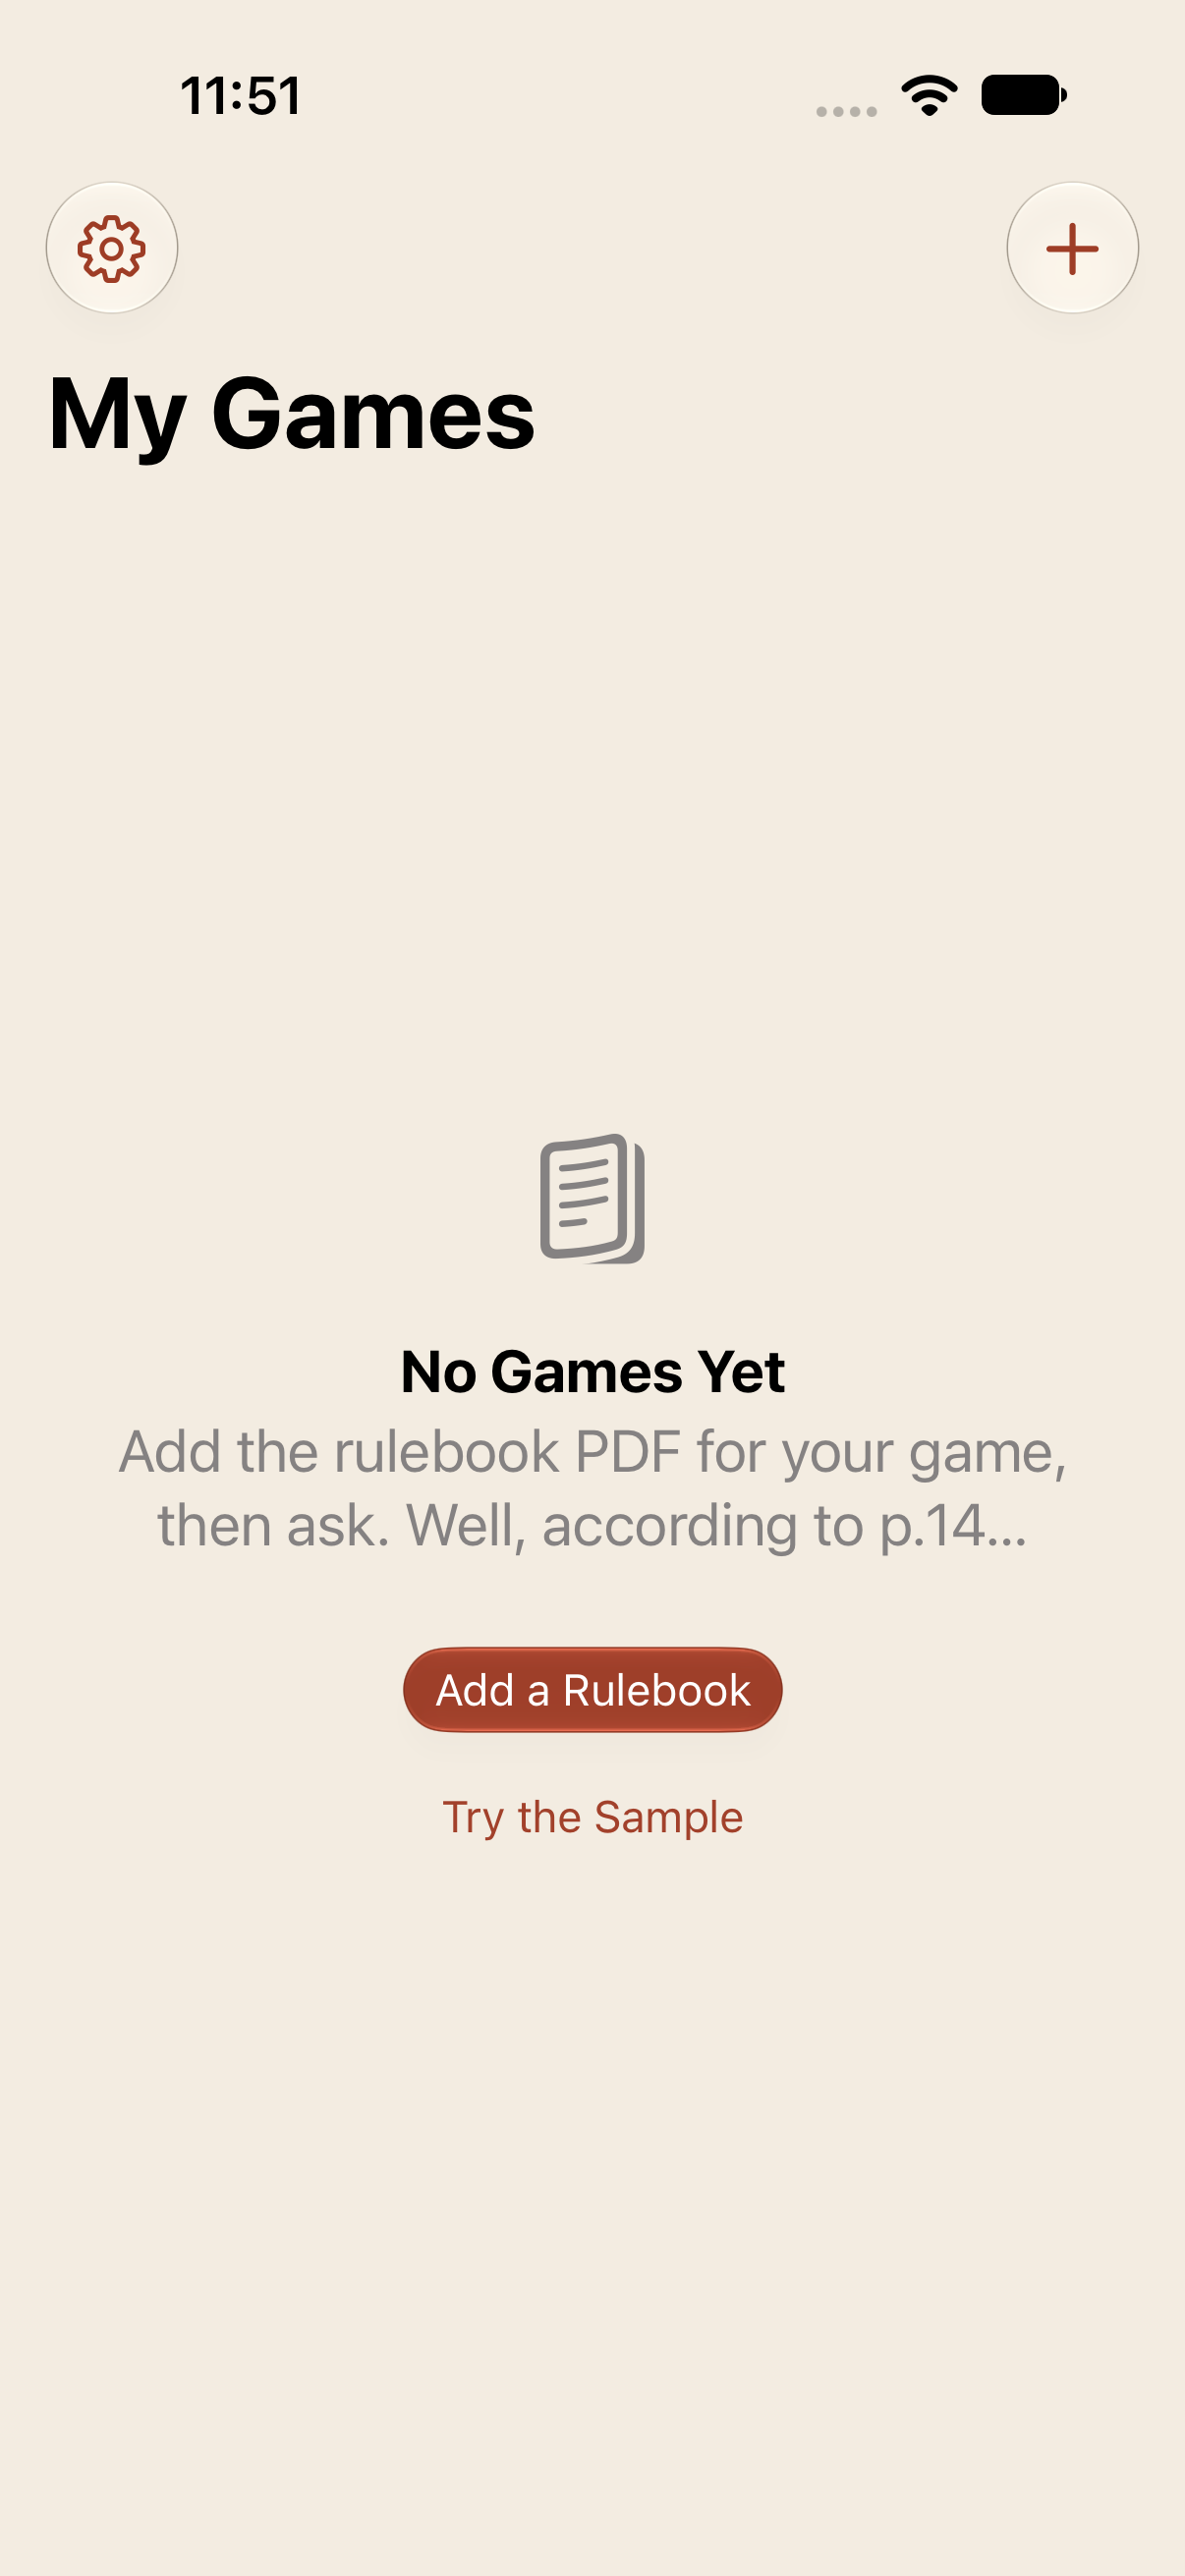 11:51
My Games
No Games Yet
Add the rulebook PDF for your game,
then ask. Well, according to p.14...
Add a Rulebook
Try the Sample